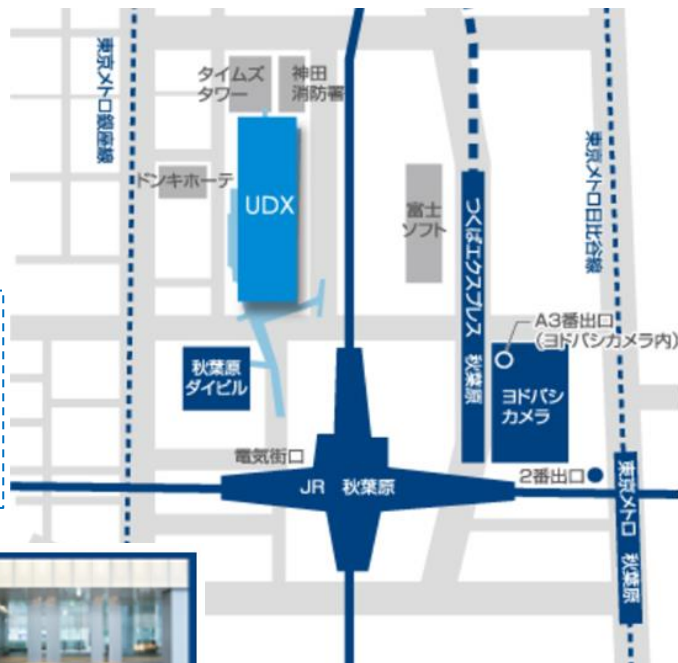 東京メトロ銀座線
タイムズ
タワー
神田
消防署
ドンキホーテ
UDX
富士
ソフト
つくばエクスプレス 秋葉原
東京メトロ日比谷線
A3番出口
(ヨドバシカメラ内)
秋葉原
ダイビル
ヨドバシ
カメラ
電気街口
2番出口
JR 秋葉原
東京メトロ 秋葉原